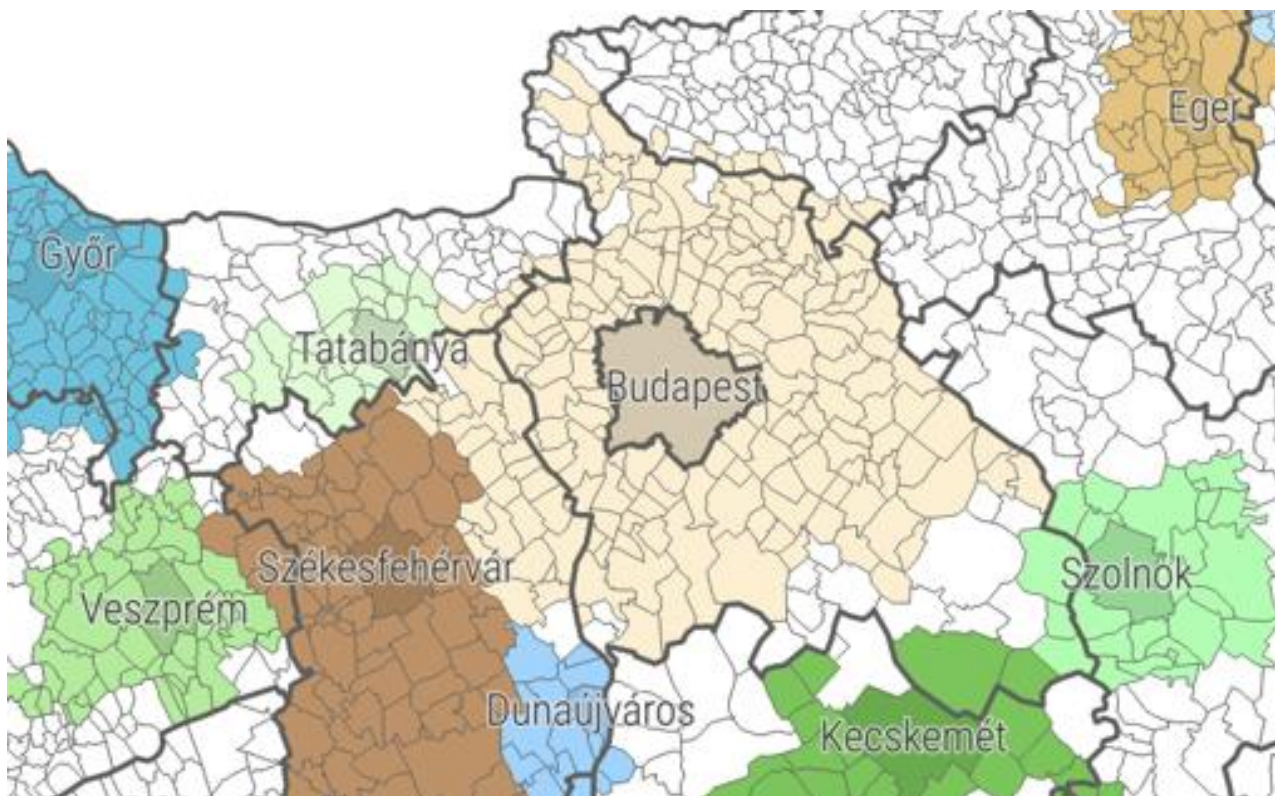 Eger
Győr
Tatabánya
Budapest
Székesfehérvár
Szolnok
Veszprém
Dunaújváros
Kecskemét